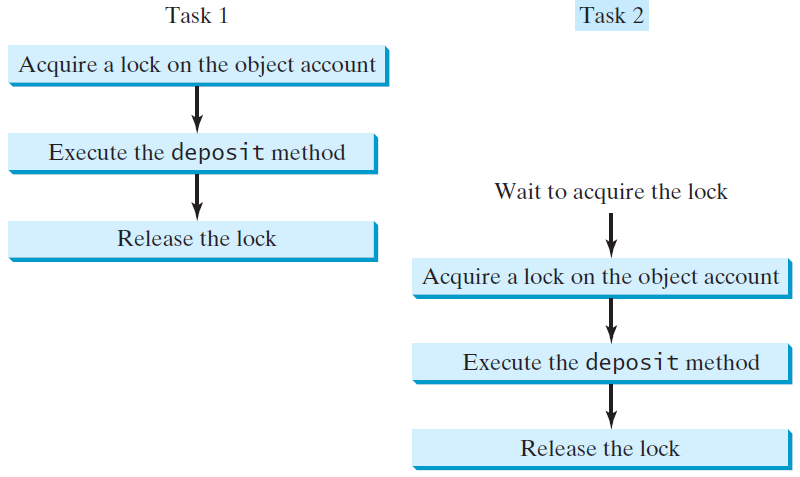 Task 1
Acquire a lock on the object account
Execute the deposit method
Release the lock
Task 2
Wait to acquire the lock
Acquire a lock on the object account
Execute the deposit method
Release the lock